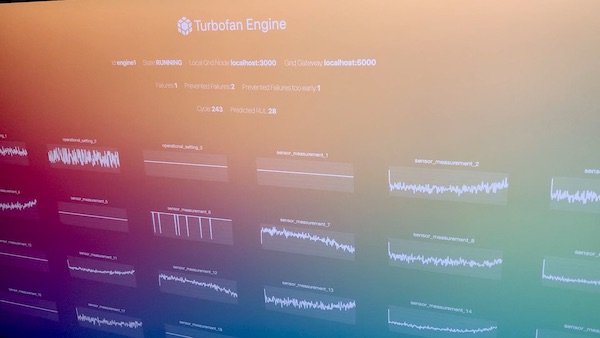 Turbofan Engine
ID engine1 State RUNNING Local Grid Node localhost:3000 Grid Gateway localhost:5000
Failures 1 Prevented Failures 2 Prevented Failures too early 1
Cycle 243 Predicted RUL 28
operational_setting_2 operational_setting_3 sensor_measurement_1 sensor_measurement_2
sensor_measurement_5 sensor_measurement_6 sensor_measurement_7 sensor_measurement_8
sensor_measurement_11 sensor_measurement_12 sensor_measurement_13 sensor_measurement_14